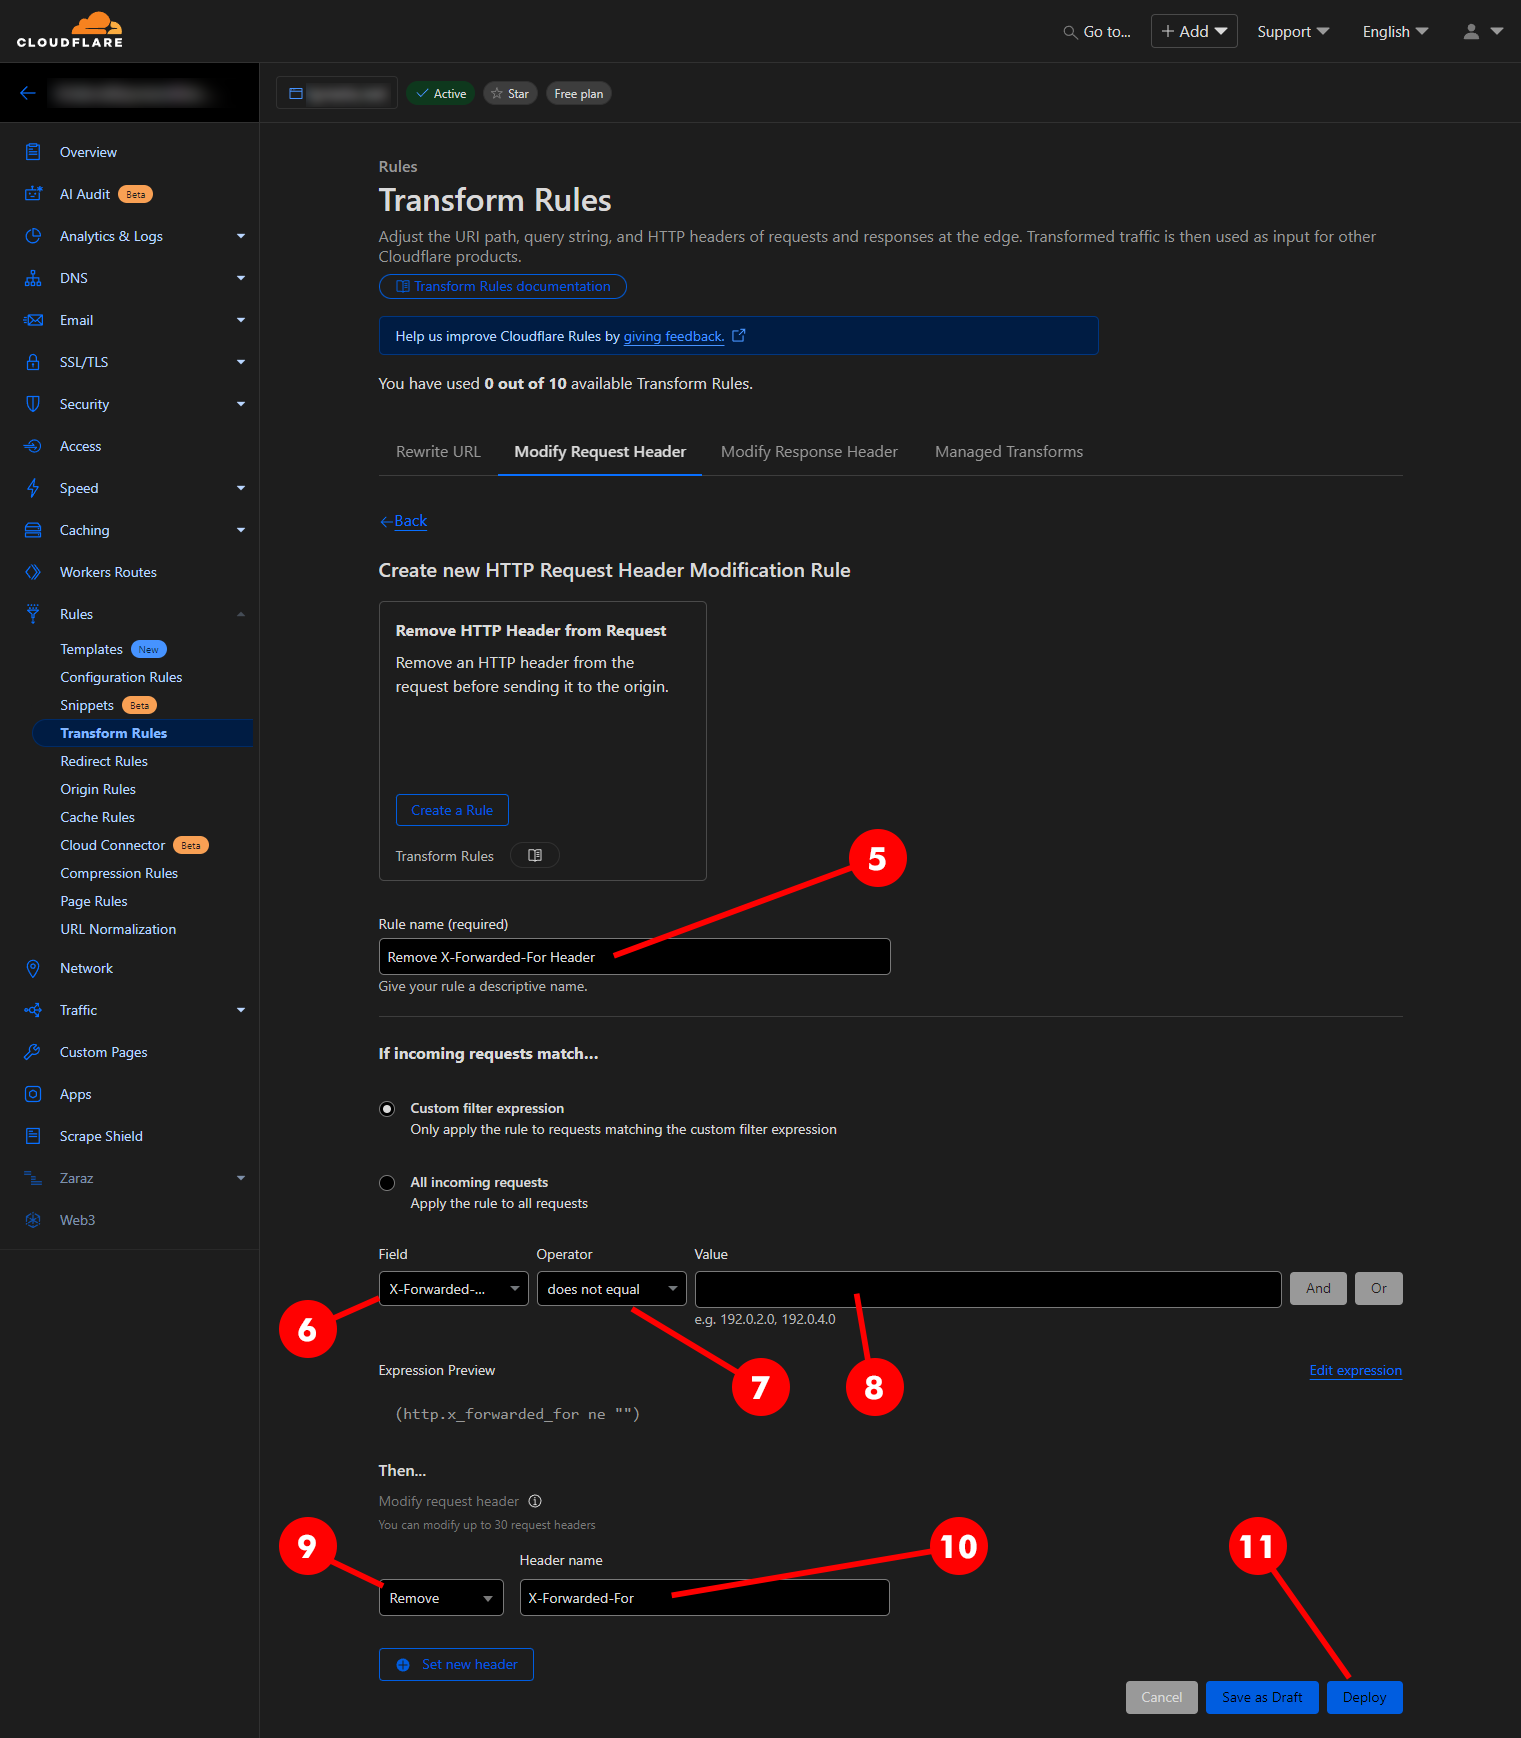 CLOUDFLARE
Go to...
+ Add
Support
English
Active
Star
Free plan
Overview
AI Audit Beta
Analytics & Logs
DNS
Email
SSL/TLS
Security
Access
Speed
Caching
Workers Routes
Rules
Templates New
Configuration Rules
Snippets Beta
Transform Rules
Redirect Rules
Origin Rules
Cache Rules
Cloud Connector Beta
Compression Rules
Page Rules
URL Normalization
Network
Traffic
Custom Pages
Apps
Scrape Shield
Zaraz
Web3
Rules
Transform Rules
Adjust the URI path, query string, and HTTP headers of requests and responses at the edge. Transformed traffic is then used as input for other
Cloudflare products.
Transform Rules documentation
Help us improve Cloudflare Rules by giving feedback.
You have used 0 out of 10 available Transform Rules.
Rewrite URL
Modify Request Header
Modify Response Header
Managed Transforms
Back
Create new HTTP Request Header Modification Rule
Remove HTTP Header from Request
Remove an HTTP header from the
request before sending it to the origin.
Create a Rule
Transform Rules
5
Rule name (required)
Remove X-Forwarded-For Header
Give your rule a descriptive name.
If incoming requests match...
Custom filter expression
Only apply the rule to requests matching the custom filter expression
All incoming requests
Apply the rule to all requests
Field
Operator
Value
X-Forwarded-...
does not equal
And
Or
e.g. 192.0.2.0, 192.0.4.0
6
7
8
Expression Preview
Edit expression
(http.x_forwarded_for ne "")
Then...
Modify request header
You can modify up to 30 request headers
9
10
11
Header name
Remove
X-Forwarded-For
Set new header
Cancel
Save as Draft
Deploy